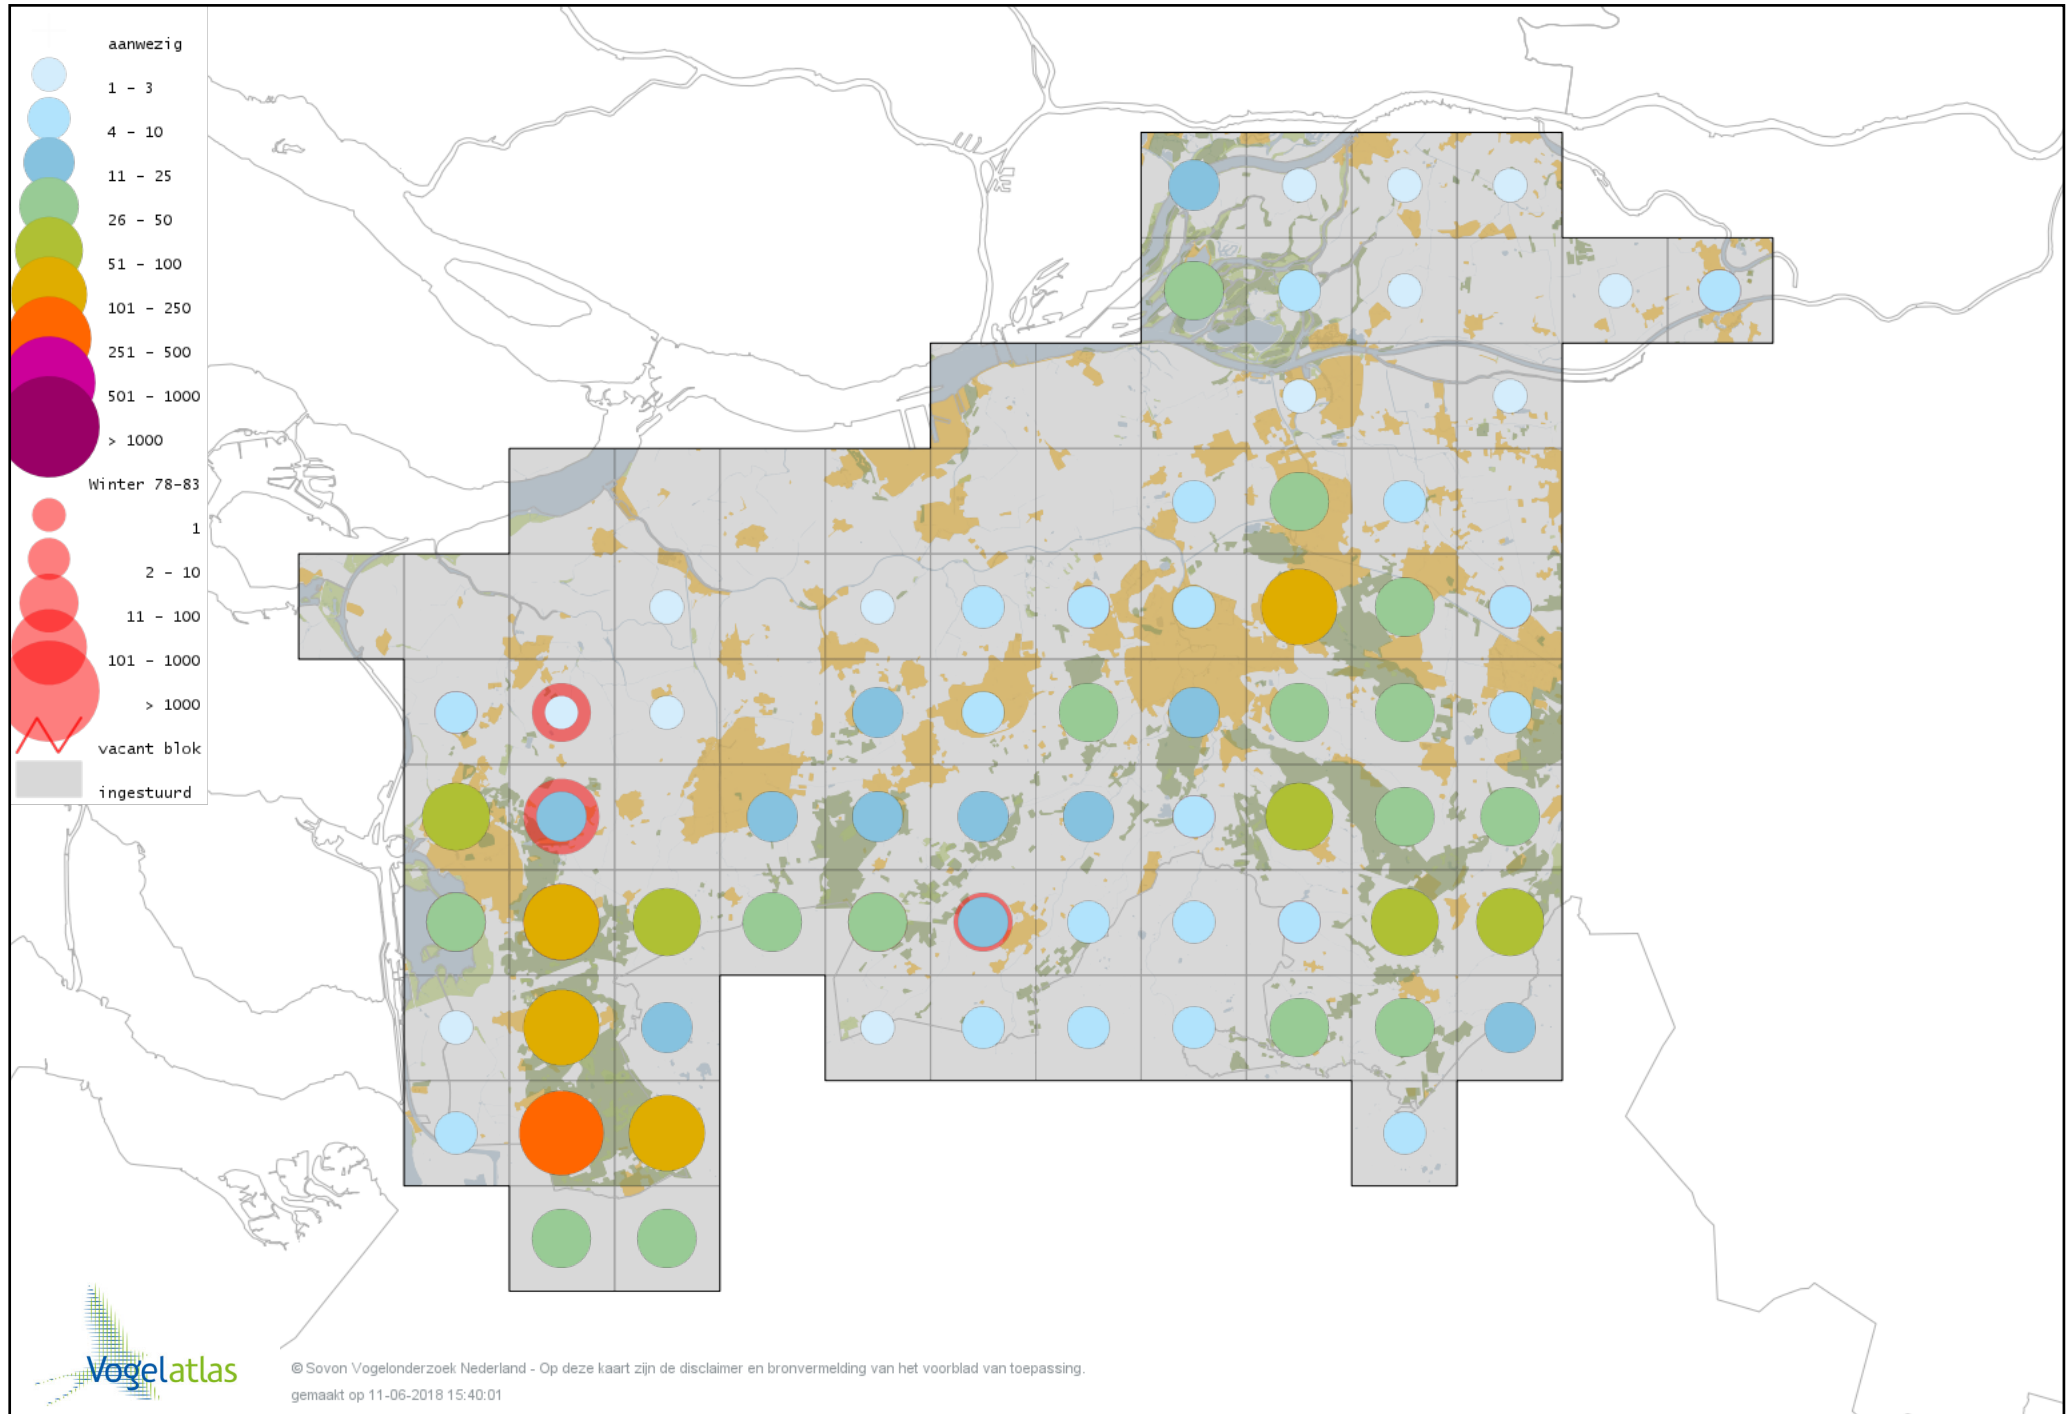 aanwezig
1 - 3
4 - 10
11 - 25
26 - 50
51 - 100
101 - 250
251 - 500
501 - 1000
> 1000
Winter 78-83
1
2 - 10
11 - 100
101 - 1000
> 1000
vacant blok
ingestuurd
Vogelatlas
© Sovon Vogelonderzoek Nederland - Op deze kaart zijn de disclaimer en bronvermelding van het voorblad van toepassing.
gemaakt op 11-06-2018 15:40:01